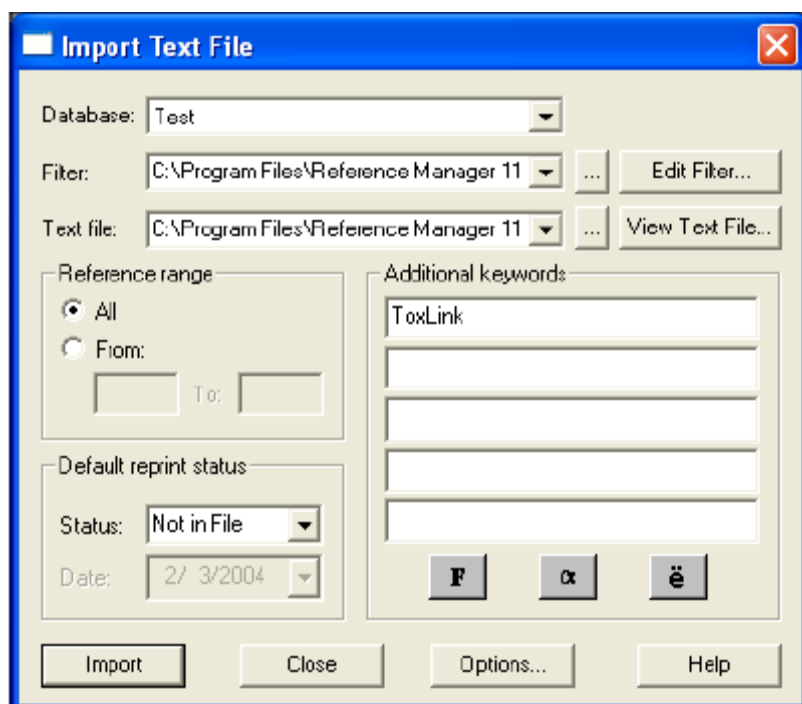 Import Text File
Database: Test
Filter: C:\Program Files\Reference Manager 11 ... Edit Filter...
Text file: C:\Program Files\Reference Manager 11 ... View Text File...
Reference range
All
From:
To:
Additional keywords
ToxLink
Default reprint status
Status: Not in File
Date: 2/ 3/2004
F α ë
Import Close Options... Help